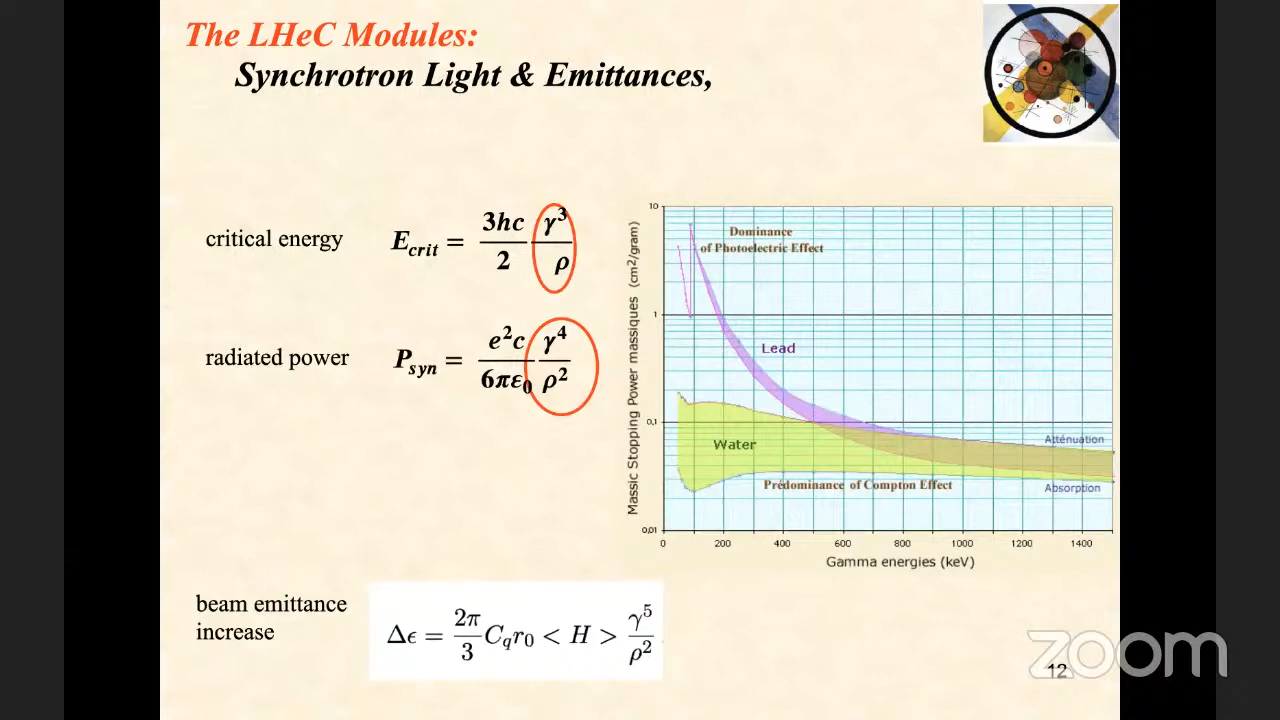 The LHeC Modules:
Synchrotron Light & Emittances,
critical energy
E_crit = 3hc/2 γ³/ρ
radiated power
P_syn = e²c/6πε₀ γ⁴/ρ²
beam emittance
increase
Δϵ = 2π/3 C_q r₀ < H > γ⁵/ρ²
Massic Stopping Power massiques (cm²/gram)
10
1
0,1
0,01
Dominance
of Photoelectric Effect
Lead
Water
Atténuation
Prédominance of Compton Effect
Absorption
0 200 400 600 800 1000 1200 1400
Gamma energies (keV)
zoom
12